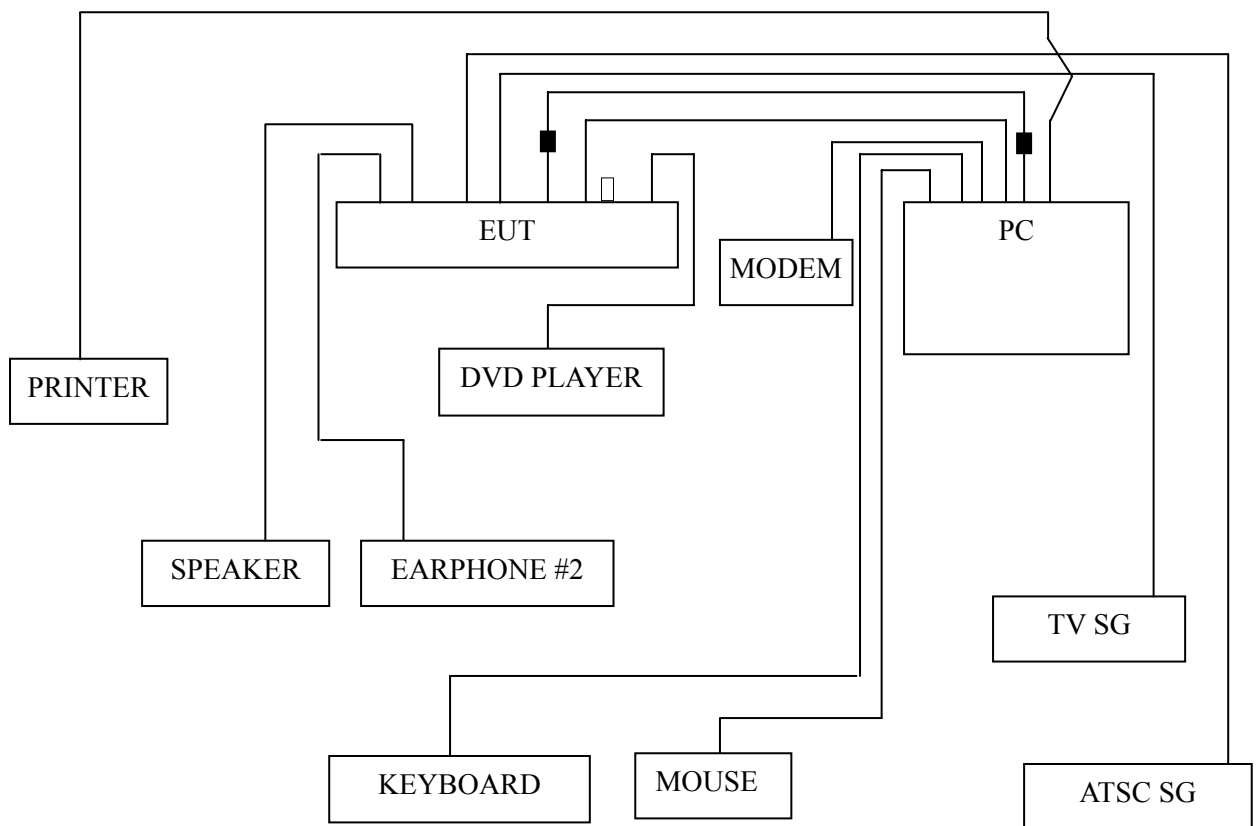 EUT
PC
MODEM
PRINTER
DVD PLAYER
SPEAKER
EARPHONE #2
TV SG
KEYBOARD
MOUSE
ATSC SG